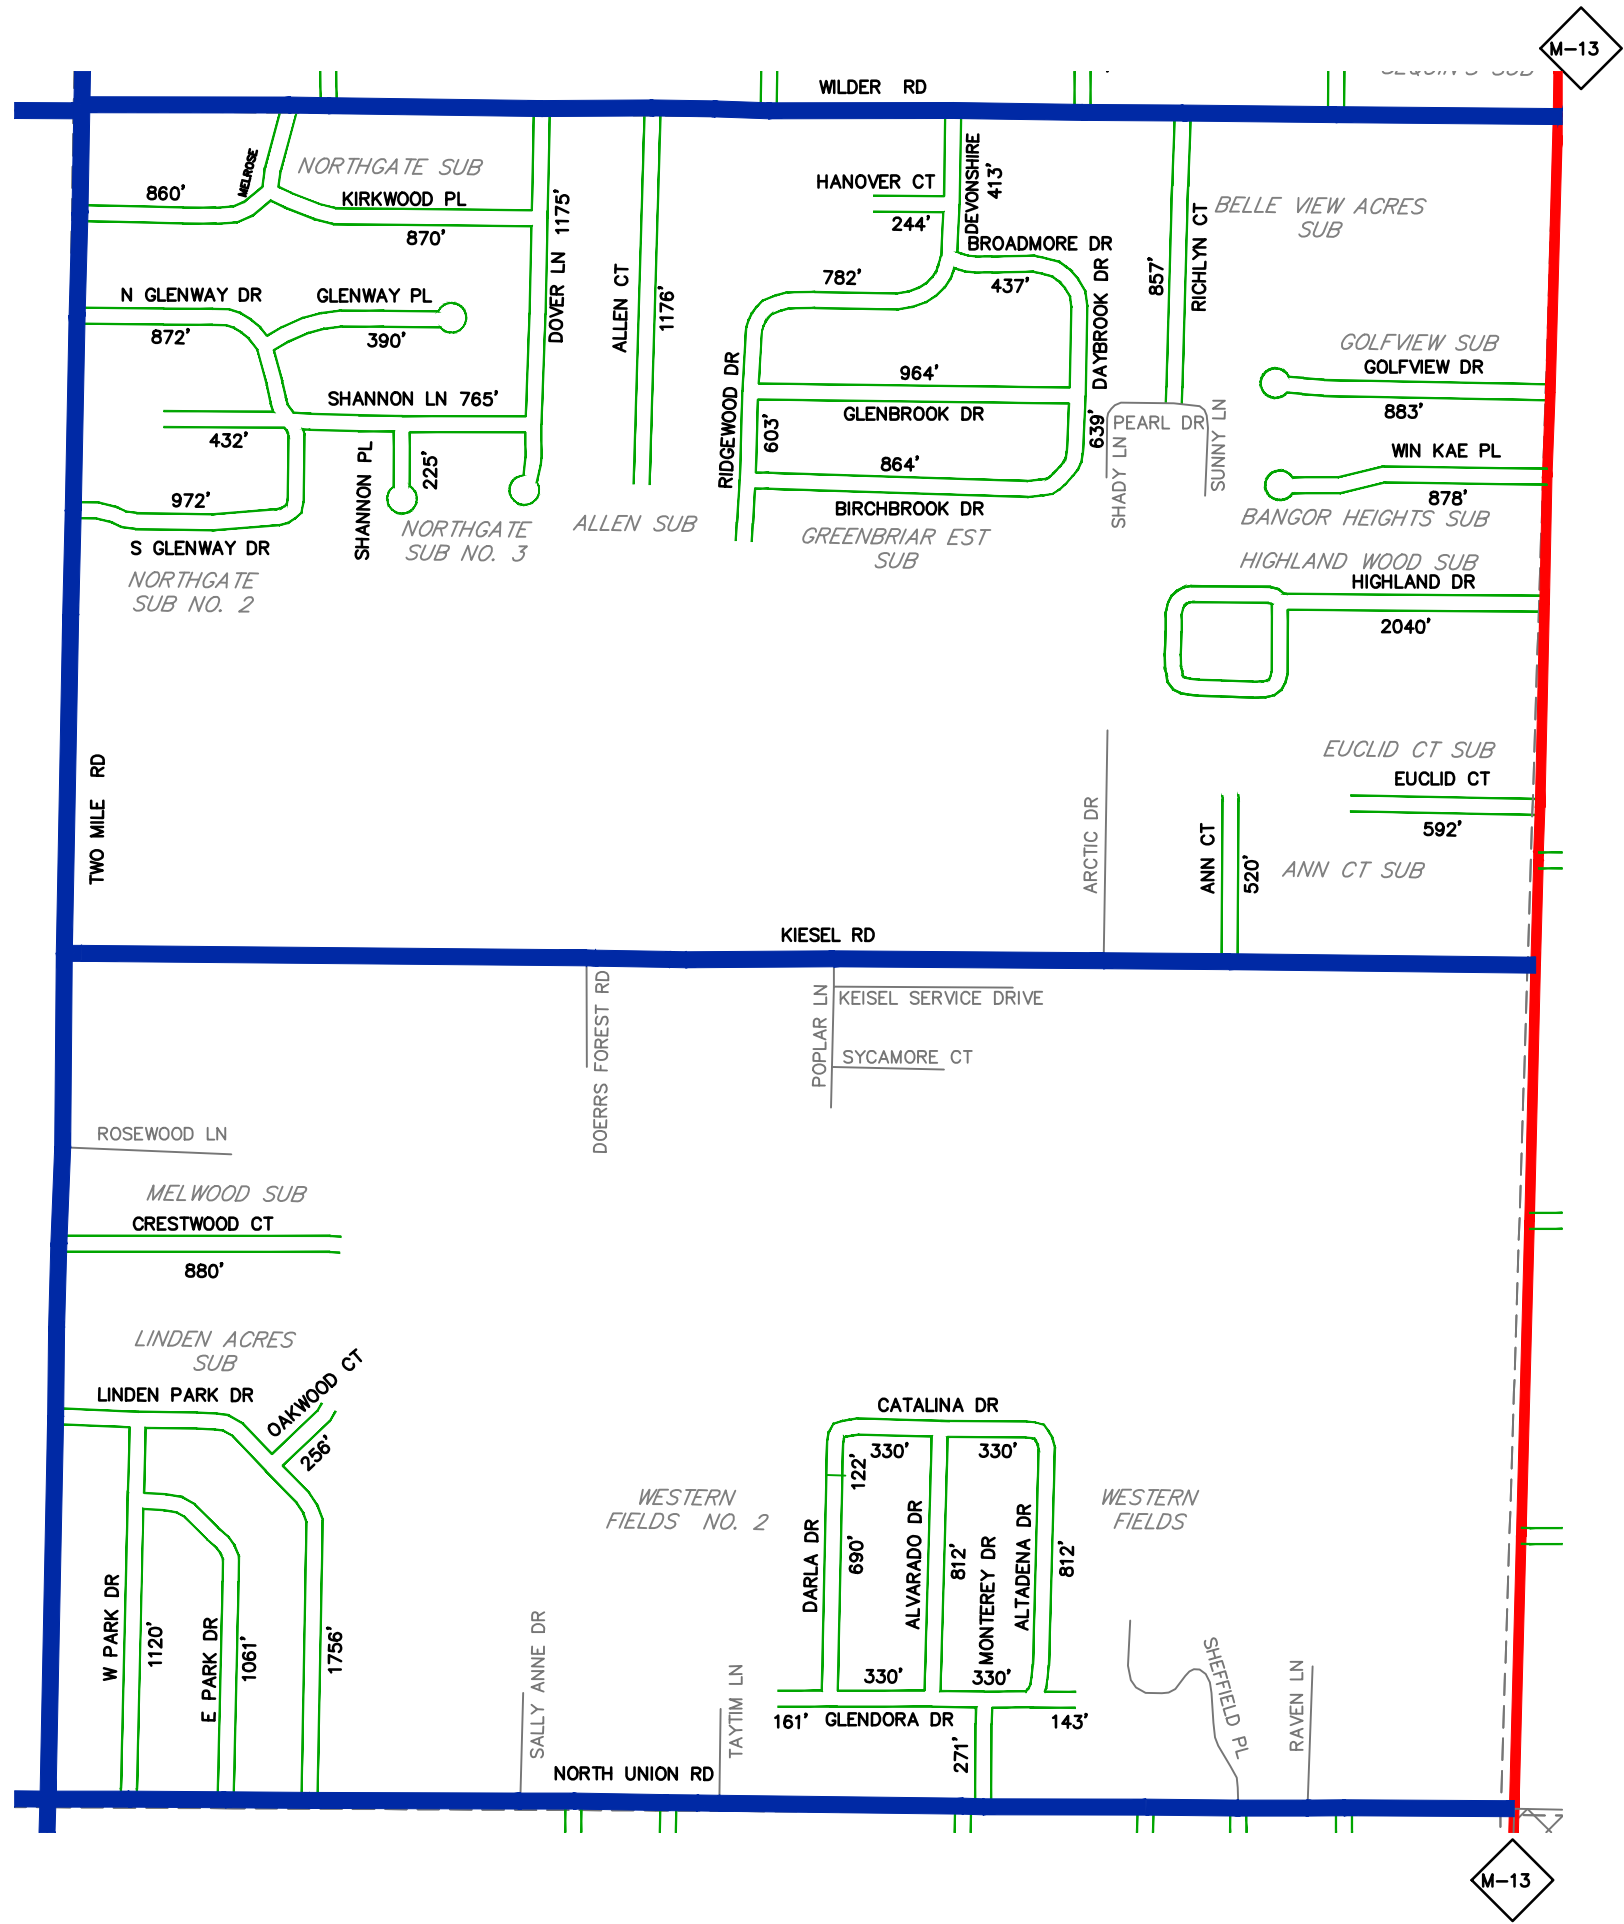 M-13
WILDER RD
MELROSE
NORTHGATE SUB
860'
KIRKWOOD PL
870'
DOVER LN 1175'
ALLEN CT
1176'
HANOVER CT
244'
DEVONSHIRE
413'
BROADMORE DR
437'
782'
DAYBROOK DR
639'
857'
RICHLYN CT
BELLE VIEW ACRES
SUB
N GLENWAY DR
872'
GLENWAY PL
390'
SHANNON LN 765'
432'
SHANNON PL
225'
972'
S GLENWAY DR
NORTHGATE
SUB NO. 2
NORTHGATE
SUB NO. 3
ALLEN SUB
RIDGEWOOD DR
603'
964'
GLENBROOK DR
864'
BIRCHBROOK DR
GREENBRIAR EST
SUB
PEARL DR
SHADY LN
SUNNY LN
GOLFVIEW SUB
GOLFVIEW DR
883'
WIN KAE PL
878'
BANGOR HEIGHTS SUB
HIGHLAND WOOD SUB
HIGHLAND DR
2040'
TWO MILE RD
EUCLID CT SUB
EUCLID CT
592'
ARCTIC DR
ANN CT
520'
ANN CT SUB
KIESEL RD
DOERRS FOREST RD
POPLAR LN
KEISEL SERVICE DRIVE
SYCAMORE CT
ROSEWOOD LN
MELWOOD SUB
CRESTWOOD CT
880'
LINDEN ACRES
SUB
LINDEN PARK DR
OAKWOOD CT
256'
W PARK DR
1120'
E PARK DR
1061'
1756'
WESTERN
FIELDS NO. 2
CATALINA DR
330'
330'
122'
DARLA DR
690'
ALVARADO DR
812'
MONTEREY DR
ALTADENA DR
812'
WESTERN
FIELDS
330'
330'
161'
GLENDORA DR
143'
271'
SALLY ANNE DR
TAYTIM LN
SHEFFIELD PL
RAVEN LN
NORTH UNION RD
M-13